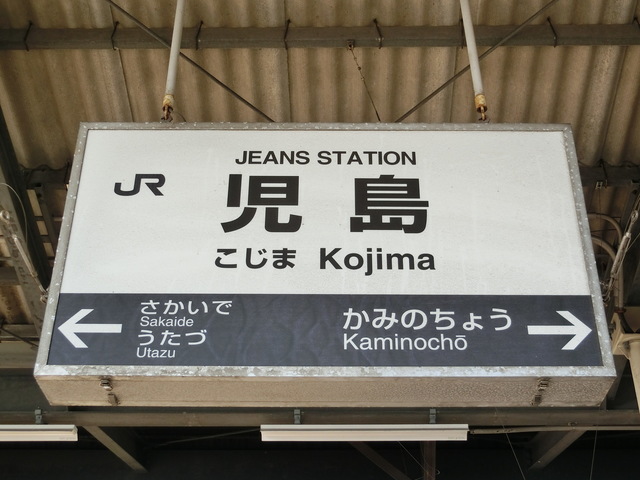 JEANS STATION
JR 児島
こじま Kojima
さかいで
Sakaide
うたづ
Utazu
かみのちょう
Kaminochō